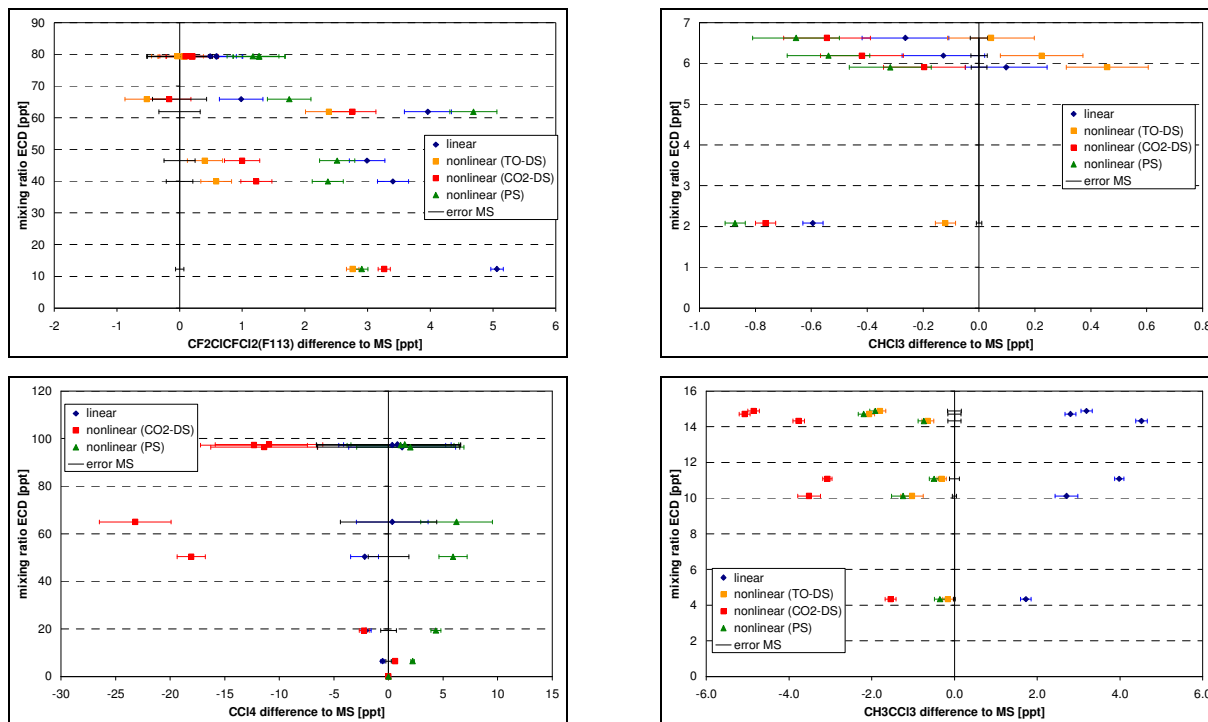 90
80
70
60
50
40
30
20
10
0
mixing ratio ECD [ppt]
-2 -1 0 1 2 3 4 5 6
CF2ClCFCl2(F113) difference to MS [ppt]
linear
nonlinear (TO-DS)
nonlinear (CO2-DS)
nonlinear (PS)
error MS
7
6
5
4
3
2
1
0
mixing ratio ECD [ppt]
-1.0 -0.8 -0.6 -0.4 -0.2 0.0 0.2 0.4 0.6 0.8
CHCl3 difference to MS [ppt]
linear
nonlinear (TO-DS)
nonlinear (CO2-DS)
nonlinear (PS)
error MS
120
100
80
60
40
20
0
mixing ratio ECD [ppt]
-30 -25 -20 -15 -10 -5 0 5 10 15
CCl4 difference to MS [ppt]
linear
nonlinear (CO2-DS)
nonlinear (PS)
error MS
16
14
12
10
8
6
4
2
0
mixing ratio ECD [ppt]
-6.0 -4.0 -2.0 0.0 2.0 4.0 6.0
CH3CCl3 difference to MS [ppt]
linear
nonlinear (TO-DS)
nonlinear (CO2-DS)
nonlinear (PS)
error MS